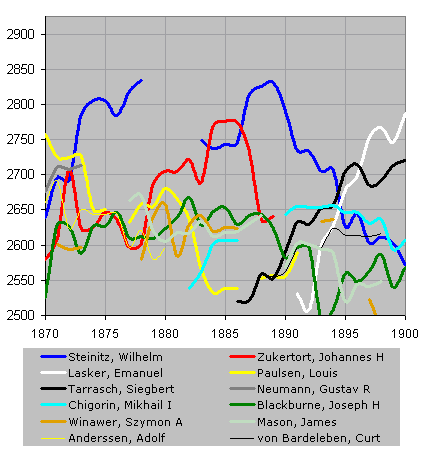 2900
2850
2800
2750
2700
2650
2600
2550
2500
1870 1875 1880 1885 1890 1895 1900
Steinitz, Wilhelm Zukertort, Johannes H
Lasker, Emanuel Paulsen, Louis
Tarrasch, Siegbert Neumann, Gustav R
Chigorin, Mikhail I Blackburne, Joseph H
Winawer, Szymon A Mason, James
Anderssen, Adolf von Bardeleben, Curt